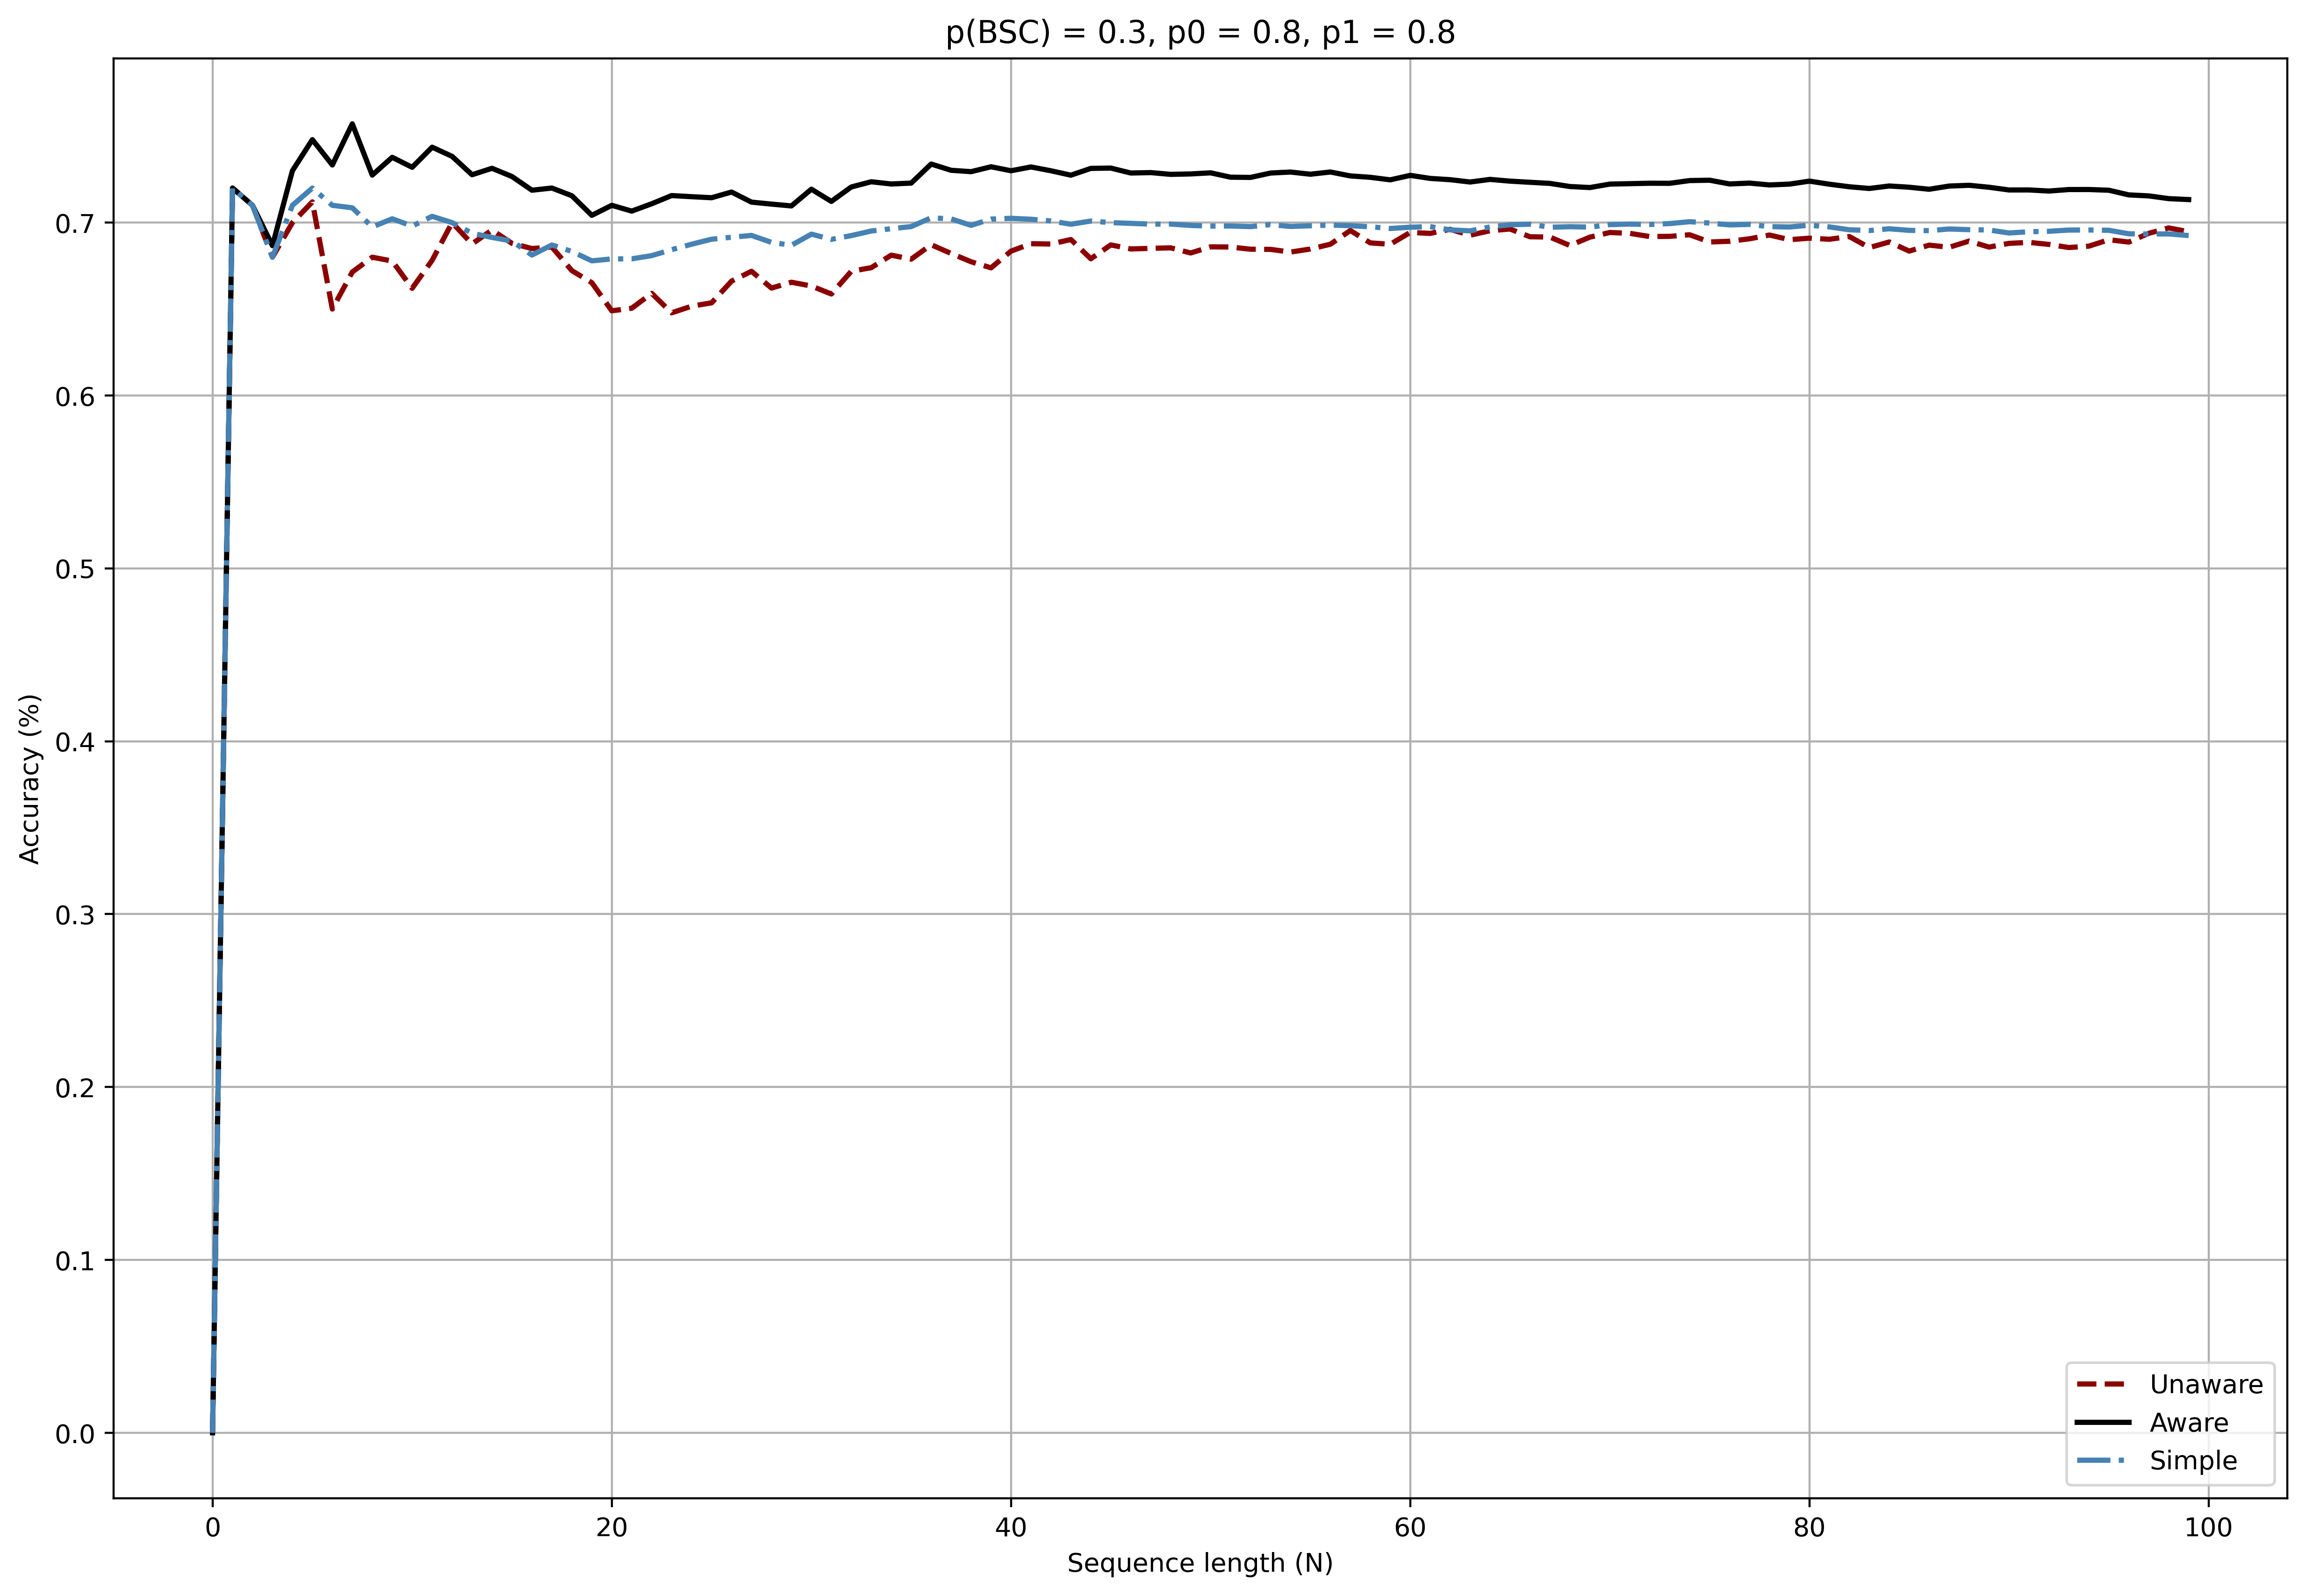 p(BSC) = 0.3, p0 = 0.8, p1 = 0.8
Accuracy (%)
0.7
0.6
0.5
0.4
0.3
0.2
0.1
0.0
0 20 40 60 80 100
Sequence length (N)
Unaware
Aware
Simple